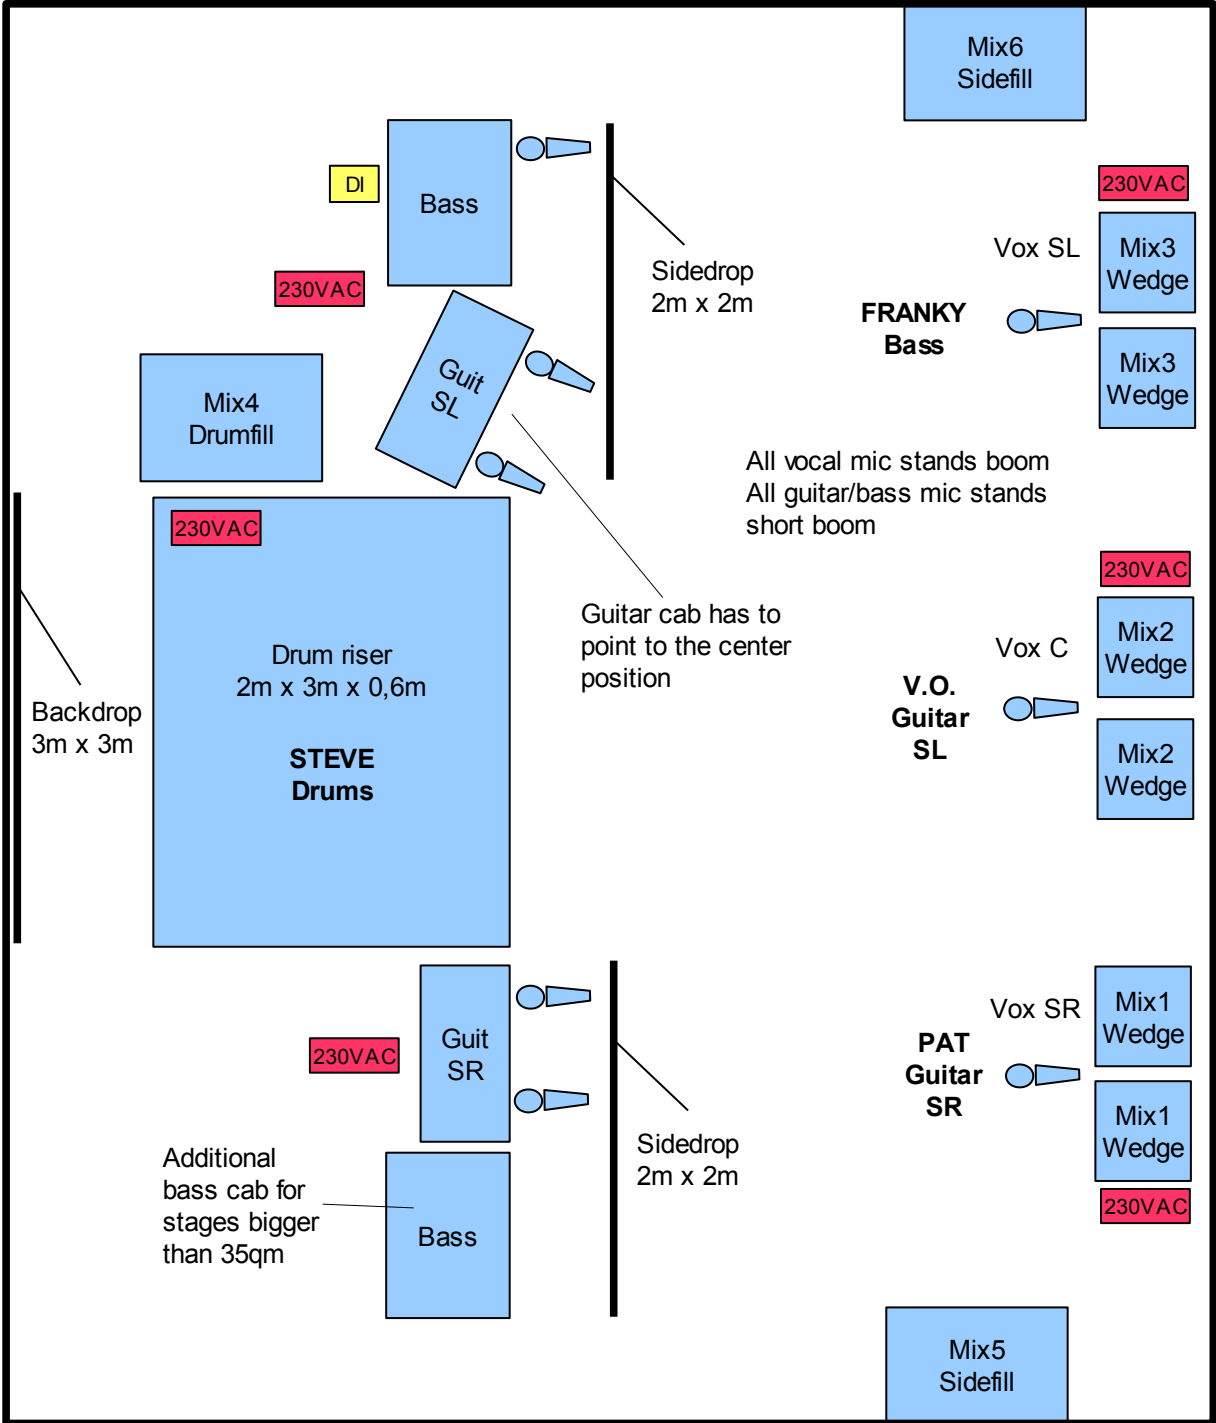 Mix6
Sidefill
DI
Bass
230VAC
Sidedrop
2m x 2m
230VAC
Vox SL
Mix3
Wedge
FRANKY
Bass
Mix3
Wedge
Guit
SL
Mix4
Drumfill
All vocal mic stands boom
All guitar/bass mic stands
short boom
230VAC
230VAC
Guitar cab has to
point to the center
position
Drum riser
2m x 3m x 0,6m
STEVE
Drums
Backdrop
3m x 3m
Vox C
Mix2
Wedge
V.O.
Guitar
SL
Mix2
Wedge
230VAC
Guit
SR
Vox SR
Mix1
Wedge
PAT
Guitar
SR
Mix1
Wedge
230VAC
Sidedrop
2m x 2m
Additional
bass cab for
stages bigger
than 35qm
Bass
Mix5
Sidefill